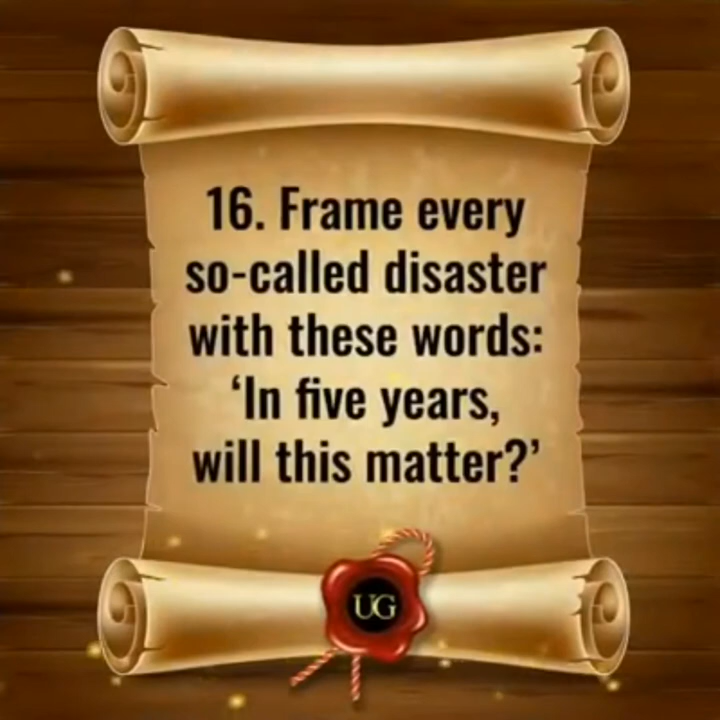 16. Frame every
so-called disaster
with these words:
‘In five years,
will this matter?’
UG